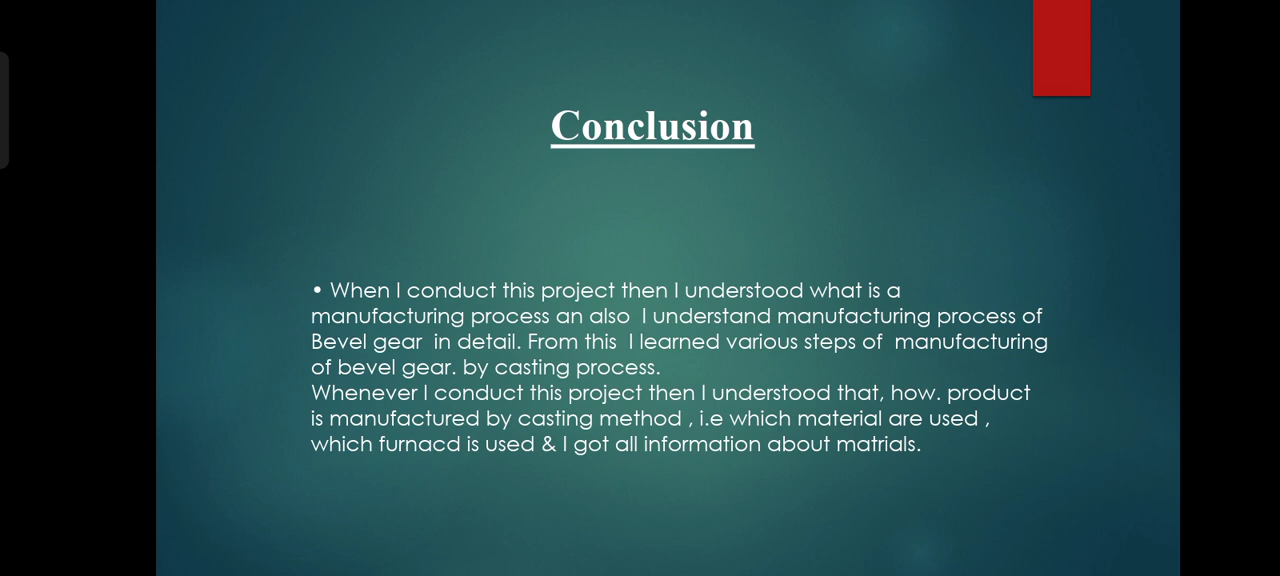 Conclusion
• When I conduct this project then I understood what is a
manufacturing process an also I understand manufacturing process of
Bevel gear in detail. From this I learned various steps of manufacturing
of bevel gear. by casting process.
Whenever I conduct this project then I understood that, how. product
is manufactured by casting method , i.e which material are used ,
which furnacd is used & I got all information about matrials.